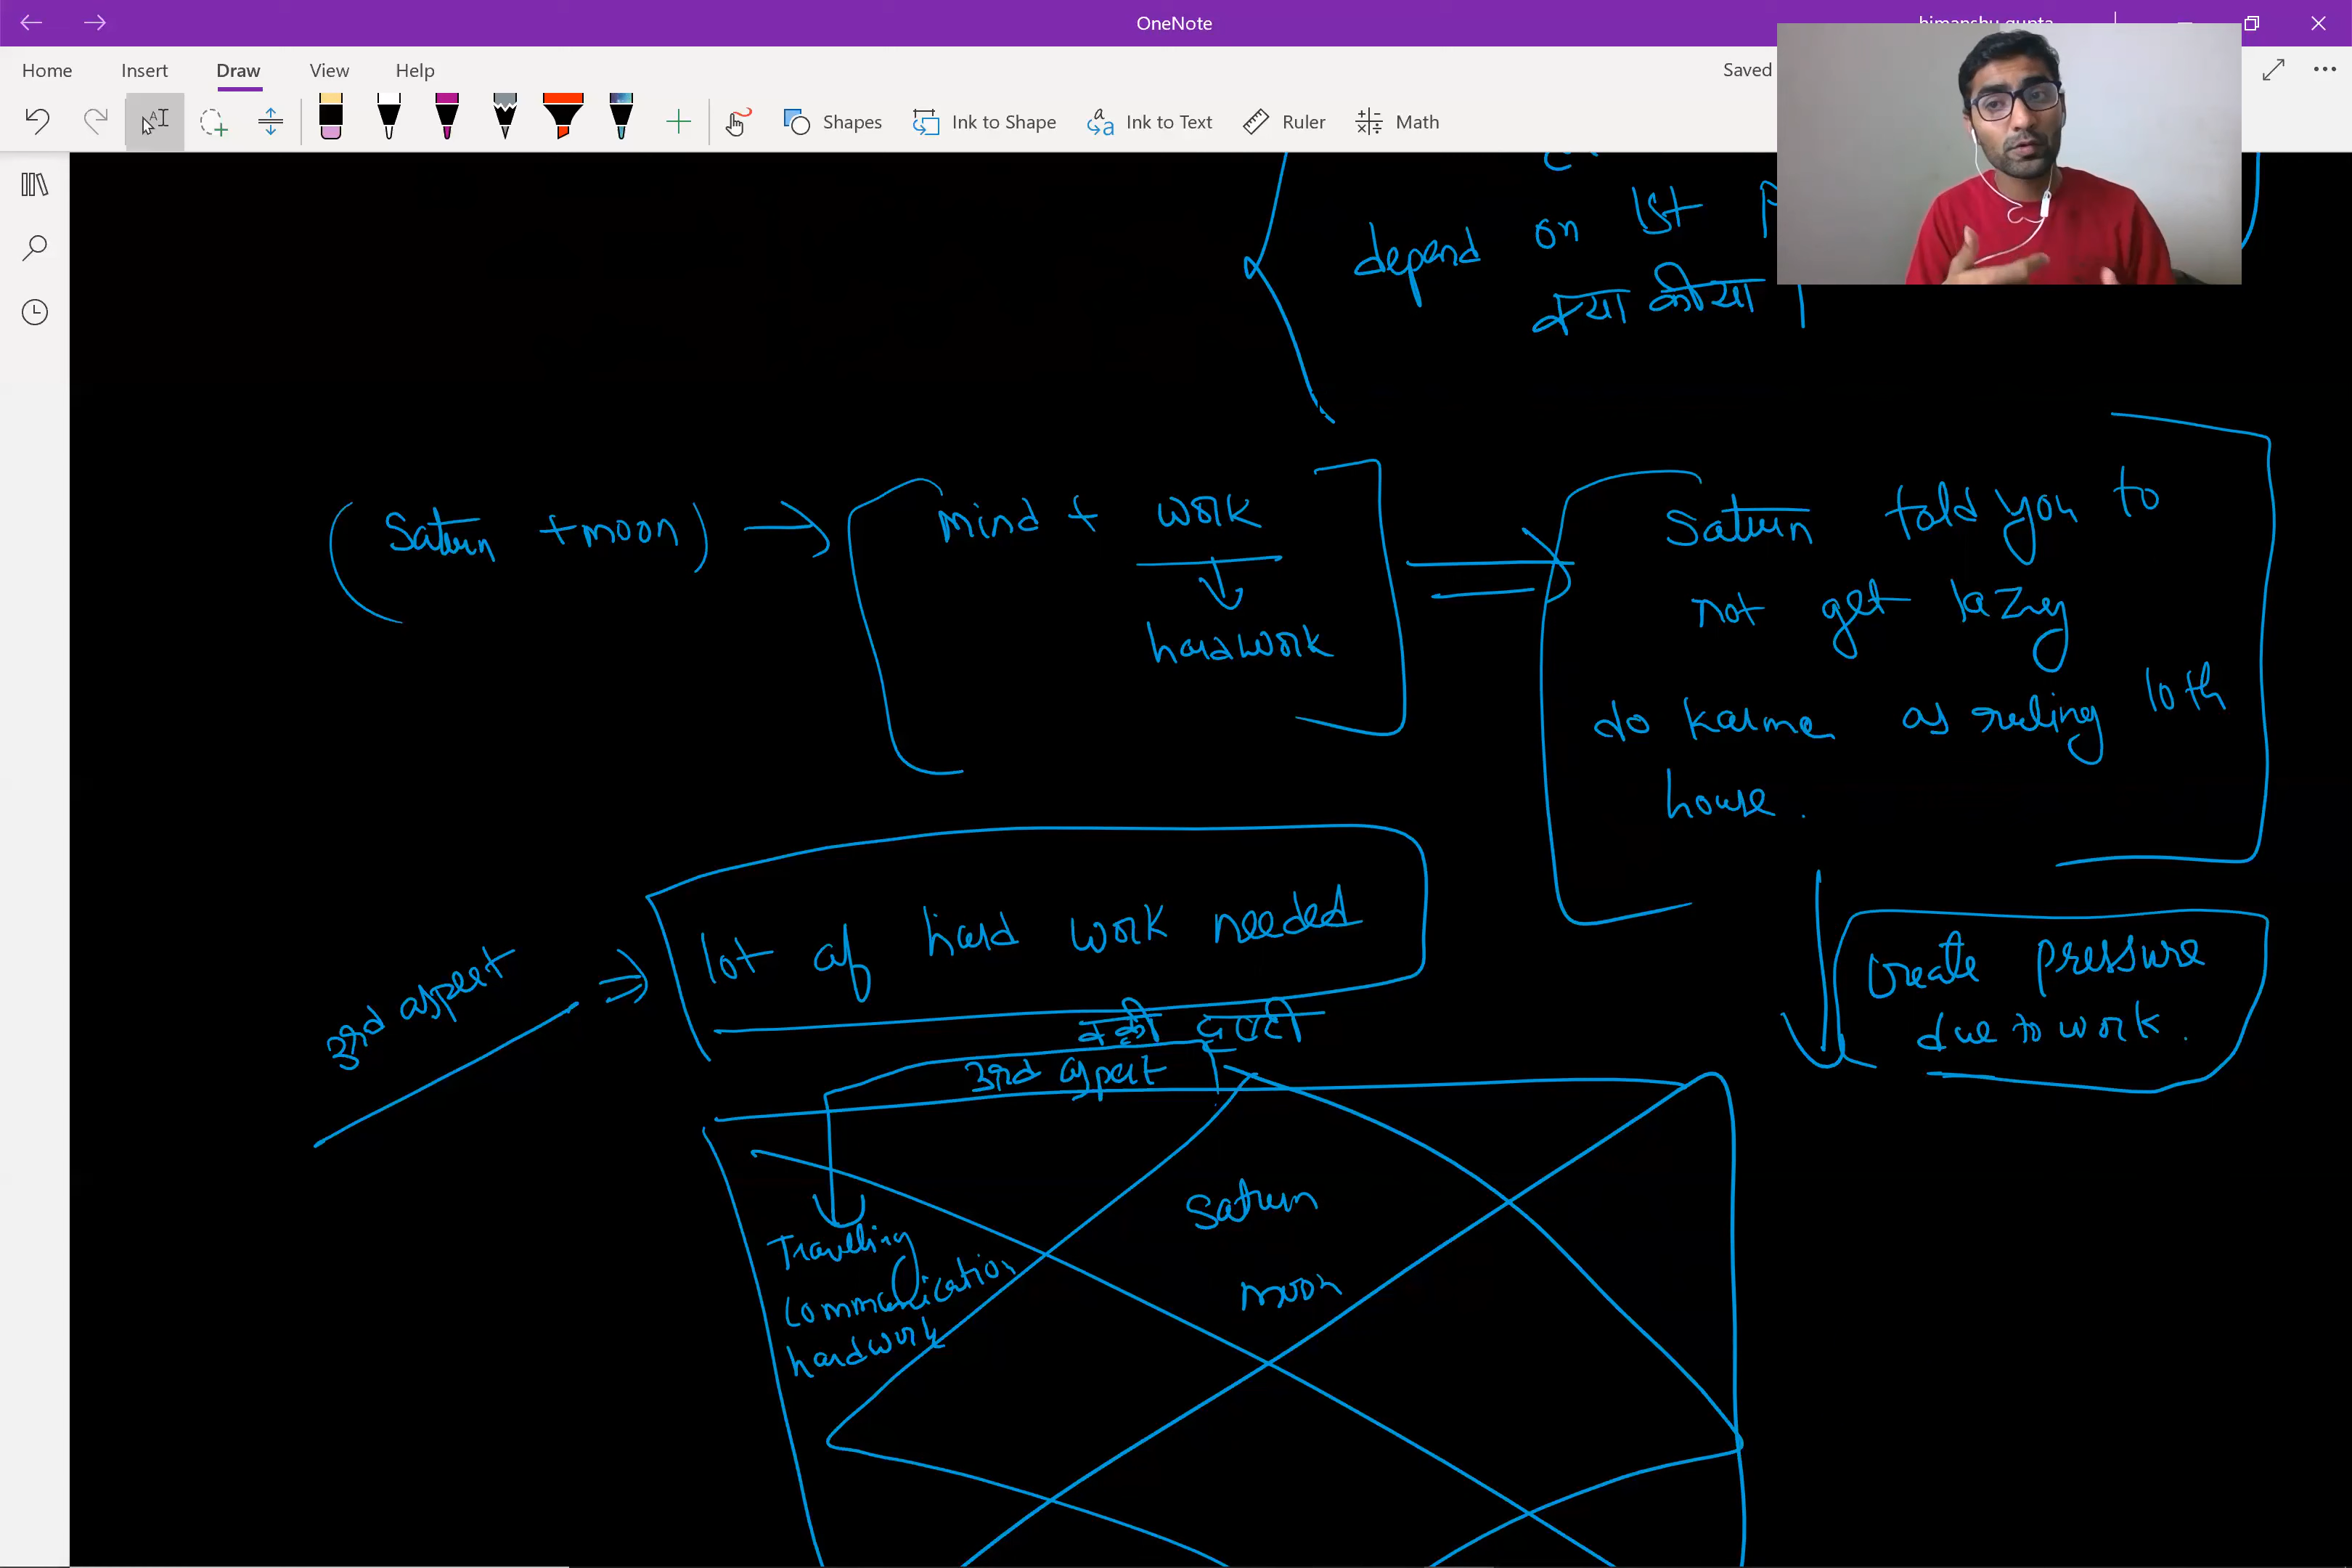 OneNote
himanshu gupta
Home Insert Draw View Help
Saved
Shapes Ink to Shape Ink to Text Ruler Math
depend on 1st
क्या कीया
(Saturn + moon) → mind + work
hardwork
Saturn told you to
not get lazy
do karma as ruling 10th
house.
3rd aspect ⇒ lot of hard work needed
Create pressure
due to work.
3rd aspect
Saturn
moon
Travelling
Communication
hardwork